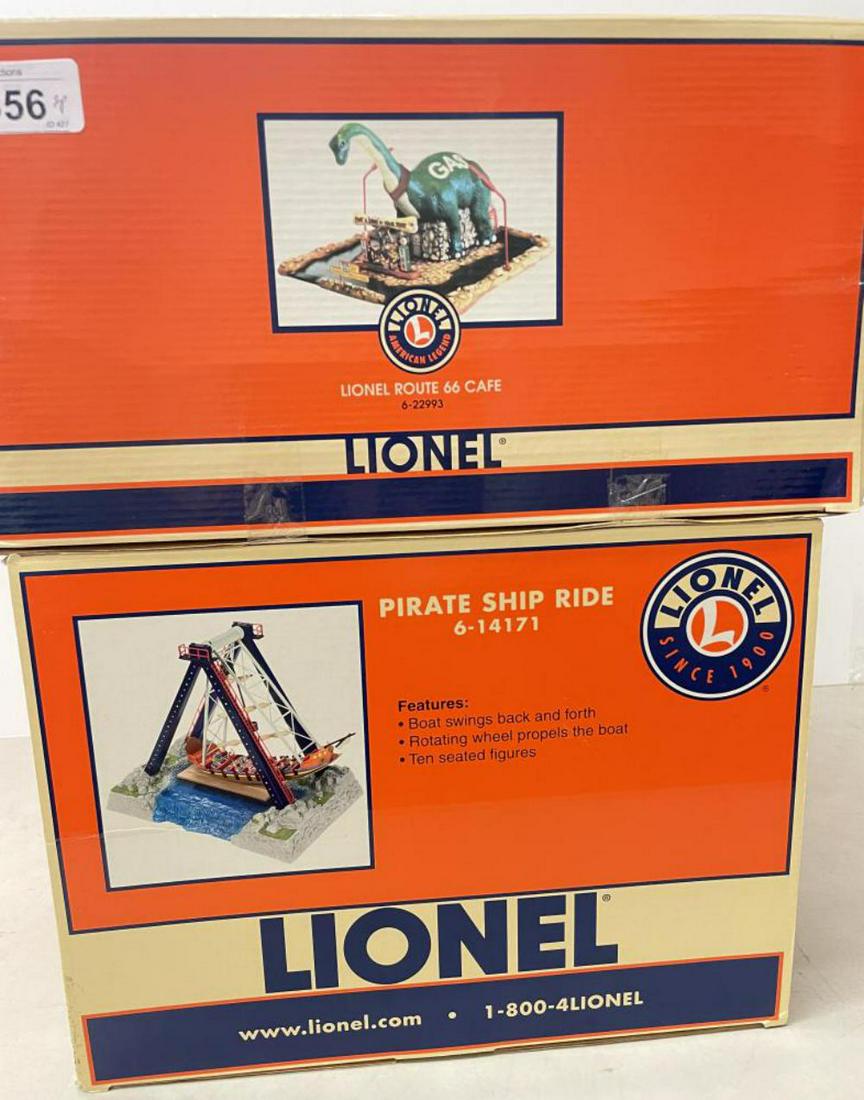 56
ID 427
GAS
LIONEL
AMERICAN LEGEND
LIONEL ROUTE 66 CAFE
6-22993
LIONEL®
PIRATE SHIP RIDE
6-14171
LIONEL
SINCE 1900
®
Features:
• Boat swings back and forth
• Rotating wheel propels the boat
• Ten seated figures
LIONEL®
www.lionel.com • 1-800-4LIONEL